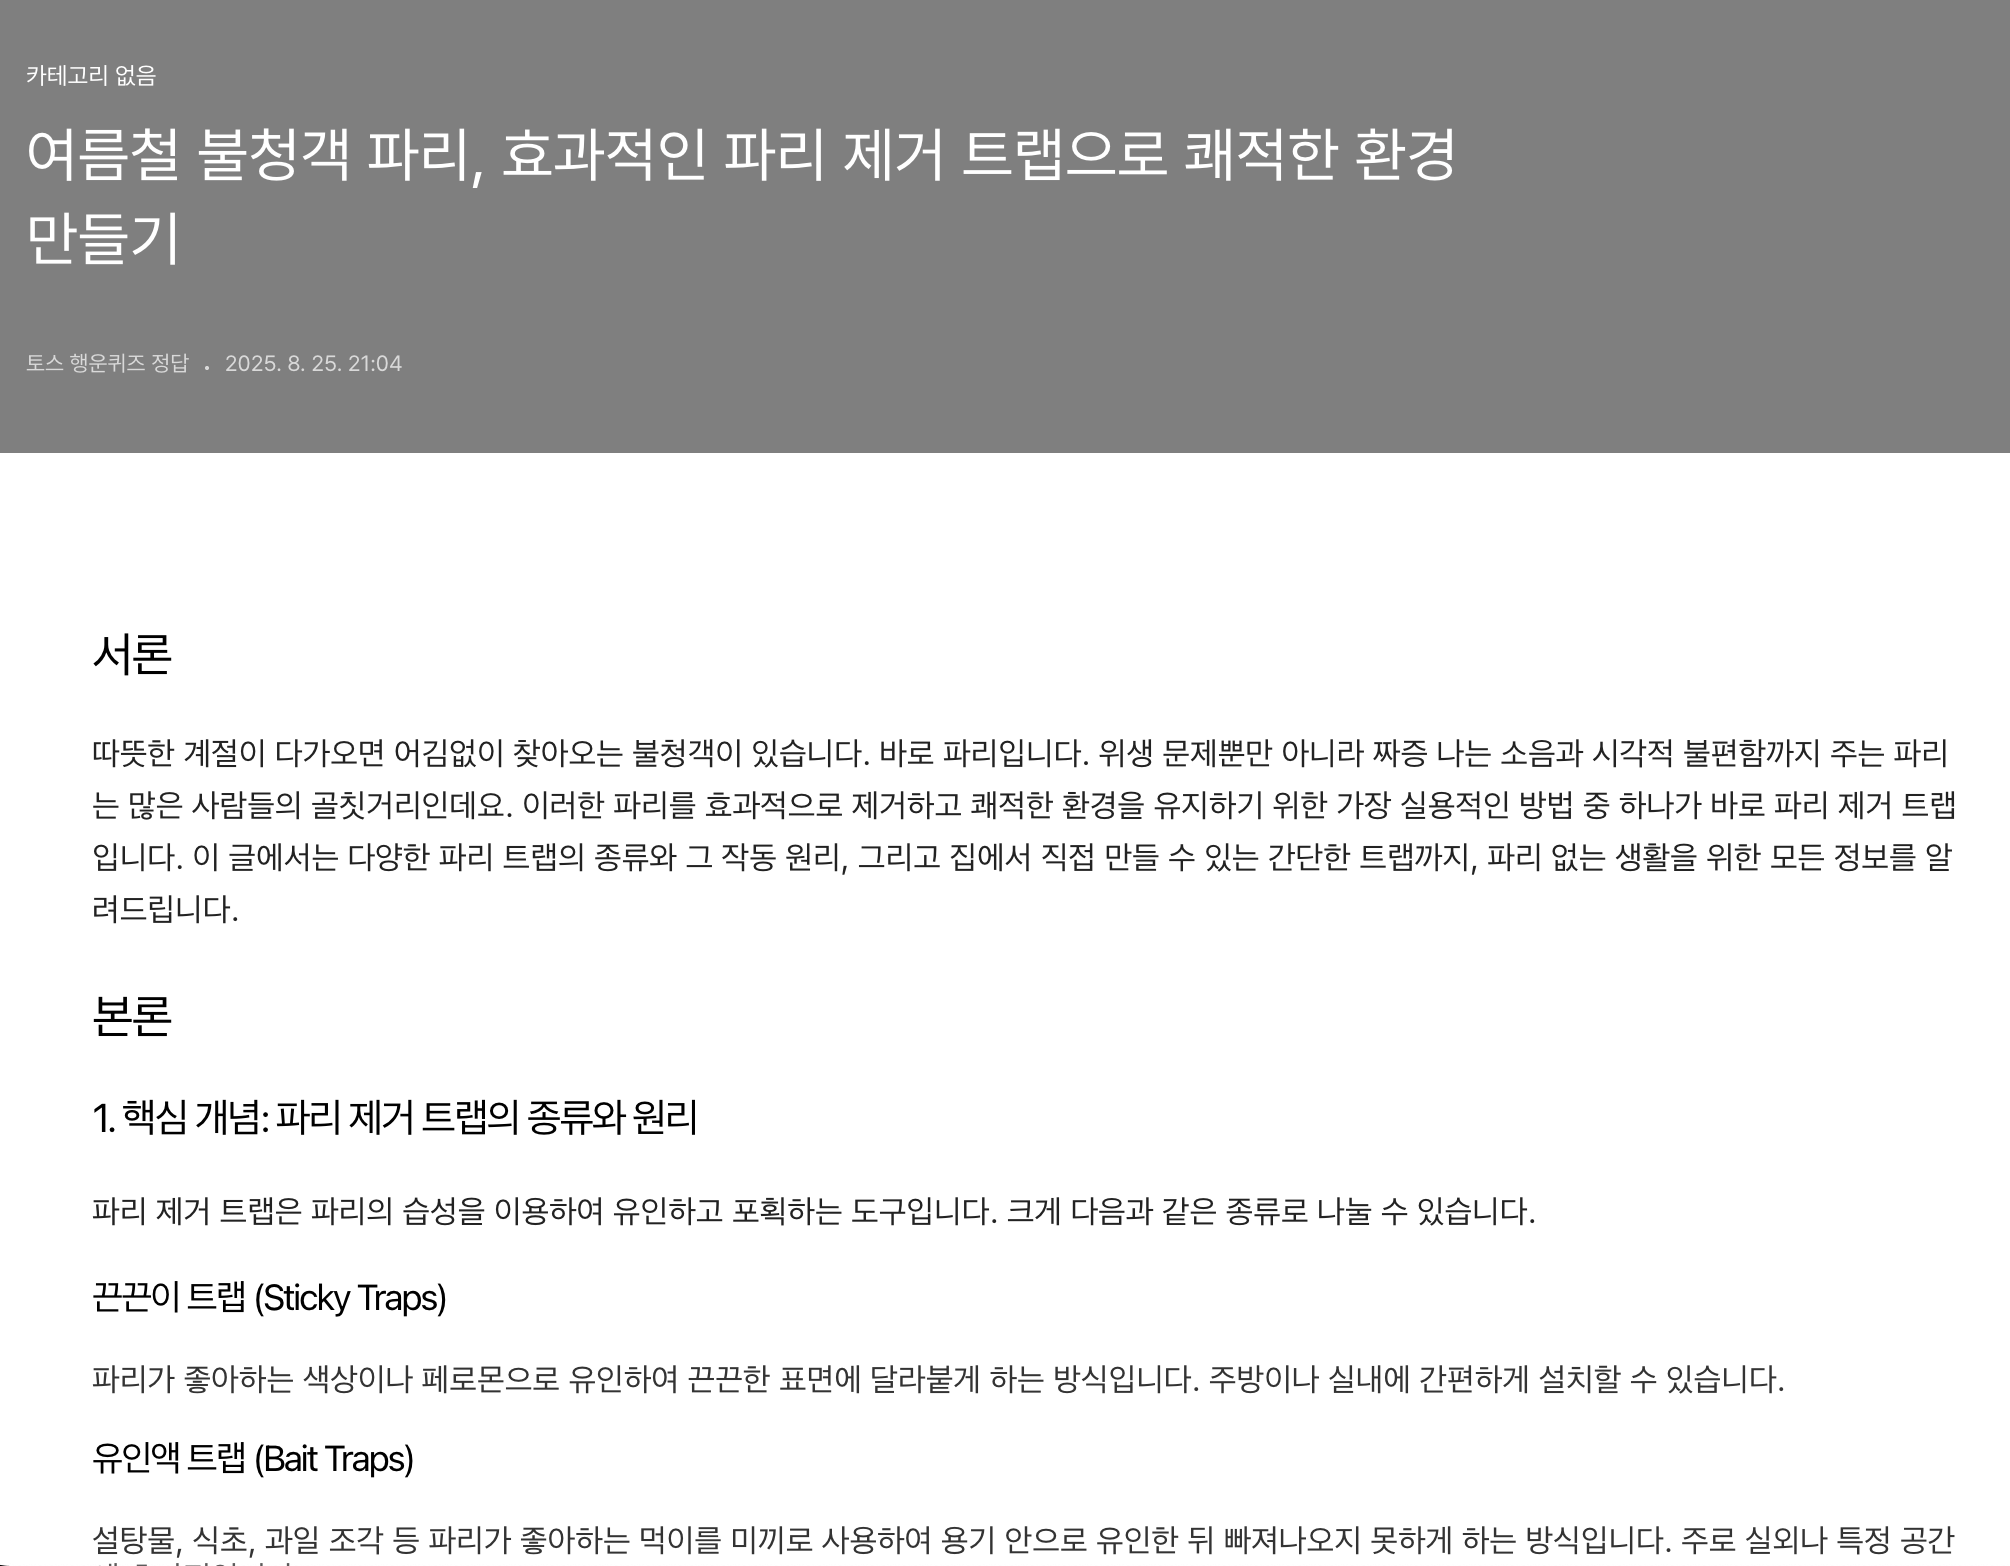 카테고리 없음
여름철 불청객 파리, 효과적인 파리 제거 트랩으로 쾌적한 환경
만들기
토스 행운퀴즈 정답 • 2025. 8. 25. 21:04
서론
따뜻한 계절이 다가오면 어김없이 찾아오는 불청객이 있습니다. 바로 파리입니다. 위생 문제뿐만 아니라 짜증 나는 소음과 시각적 불편함까지 주는 파리
는 많은 사람들의 골칫거리인데요. 이러한 파리를 효과적으로 제거하고 쾌적한 환경을 유지하기 위한 가장 실용적인 방법 중 하나가 바로 파리 제거 트랩
입니다. 이 글에서는 다양한 파리 트랩의 종류와 그 작동 원리, 그리고 집에서 직접 만들 수 있는 간단한 트랩까지, 파리 없는 생활을 위한 모든 정보를 알
려드립니다.
본론
1. 핵심 개념: 파리 제거 트랩의 종류와 원리
파리 제거 트랩은 파리의 습성을 이용하여 유인하고 포획하는 도구입니다. 크게 다음과 같은 종류로 나눌 수 있습니다.
끈끈이 트랩 (Sticky Traps)
파리가 좋아하는 색상이나 페로몬으로 유인하여 끈끈한 표면에 달라붙게 하는 방식입니다. 주방이나 실내에 간편하게 설치할 수 있습니다.
유인액 트랩 (Bait Traps)
설탕물, 식초, 과일 조각 등 파리가 좋아하는 먹이를 미끼로 사용하여 용기 안으로 유인한 뒤 빠져나오지 못하게 하는 방식입니다. 주로 실외나 특정 공간